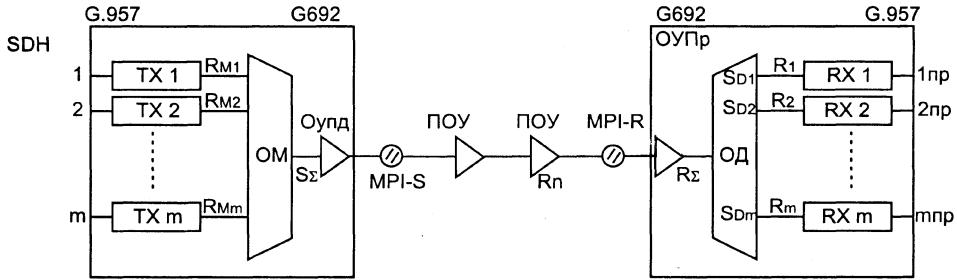 G.957 G692 G692 G.957
SDH
ОУПр
1 TX 1 RM1 SD1 R1 RX 1 1пр
2 TX 2 RM2 SD2 R2 RX 2 2пр
Оупд ПОУ ПОУ MPI-R
ОМ ОД
SΣ MPI-S Rn RΣ
m TX m RMm SDm Rm RX m mпр